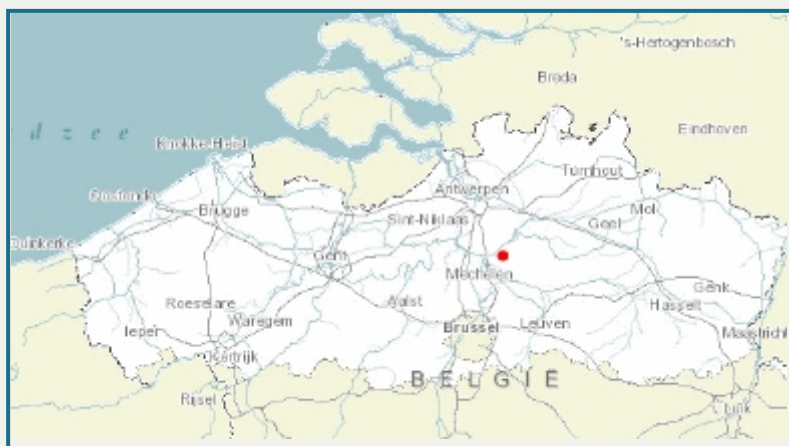 's-Hertogenbosch
Breda
Eindhoven
d z e e
Knokke-Heist
Turnhout
Antwerpen
Oostende
Mol
Brugge
Sint-Niklaas
Geel
Duinkerke
Gent
Mechelen
Genk
Roeselare
Aalst
Hasselt
Waregem
Ieper
Brussel
Leuven
Maastricht
Kortrijk
BELGIË
Rijsel
Luik